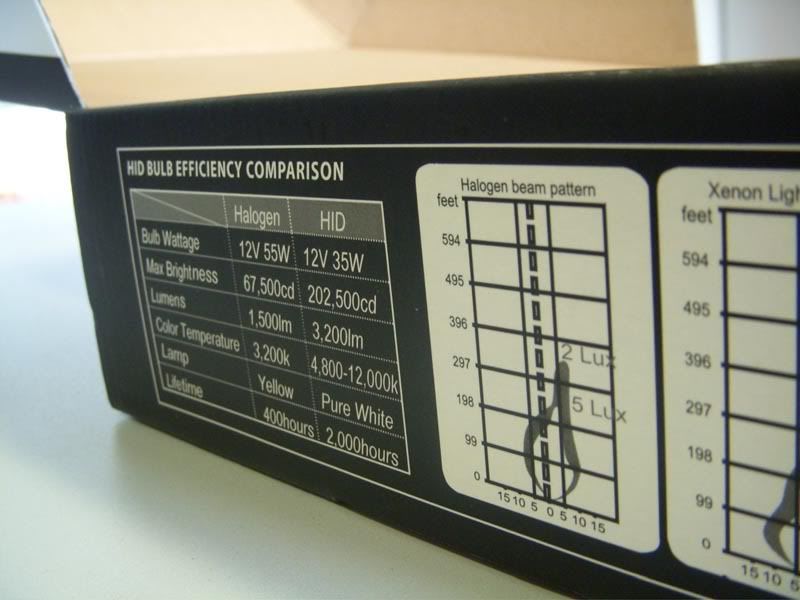 HID BULB EFFICIENCY COMPARISON
Halogen HID
Bulb Wattage 12V 55W 12V 35W
Max Brightness 67,500cd 202,500cd
Lumens 1,500lm 3,200lm
Color Temperature 3,200k 4,800-12,000k
Lamp Yellow Pure White
Lifetime 400hours 2,000hours
Halogen beam pattern
feet
594
495
396
297
198
99
0
2 Lux
5 Lux
15 10 5 0 5 10 15
Xenon
feet
594
495
396
297
198
99
0
15 10 5